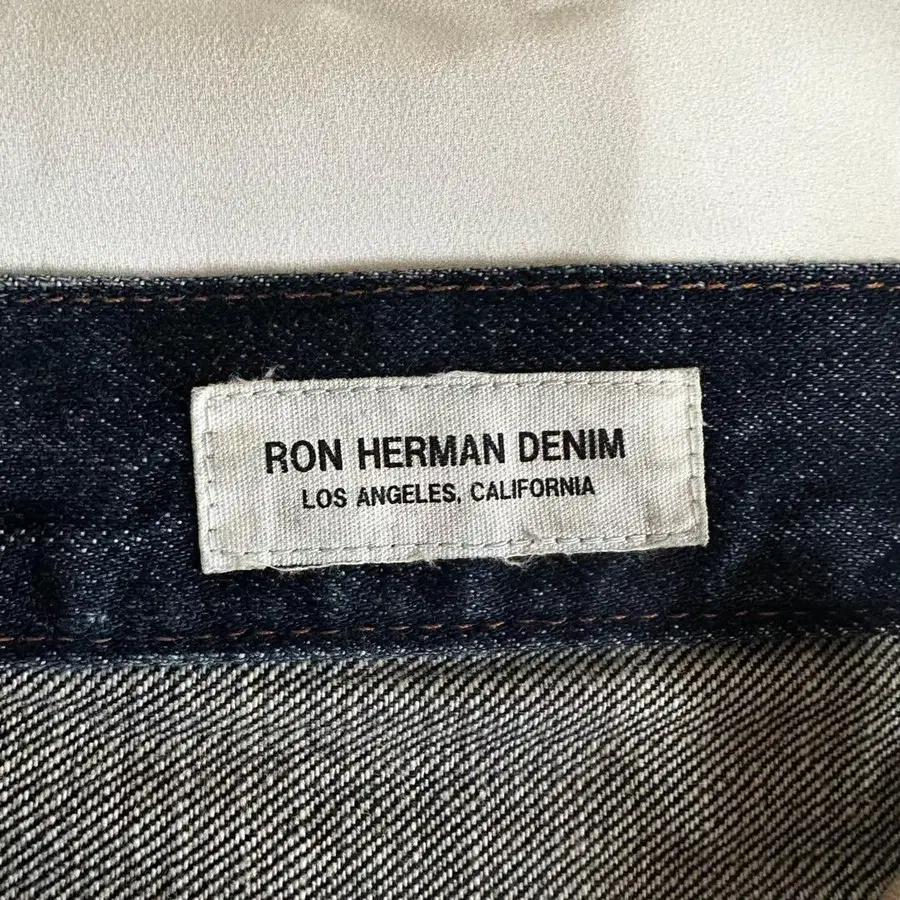 RON HERMAN DENIM
LOS ANGELES, CALIFORNIA